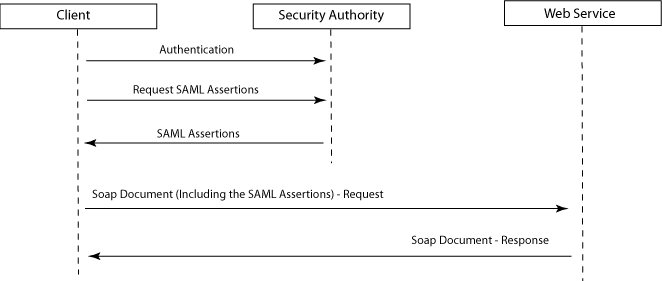 Client
Security Authority
Web Service
Authentication
Request SAML Assertions
SAML Assertions
Soap Document (Including the SAML Assertions) - Request
Soap Document - Response